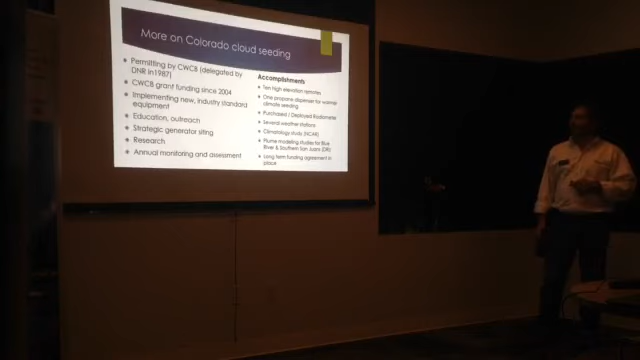 More on Colorado cloud seeding
Permitting by CWCB (delegated by
DNR in1987)
CWCB grant funding since 2004
Implementing new, industry standard
equipment
Education, outreach
Strategic generator siting
Research
Annual monitoring and assessment
Accomplishments
Ten high elevation remotes
One propane dispenser for warmer
climate seeding
Purchased / Deployed Radiometer
Several weather stations
Climatology study (NCAR)
Plume modeling studies for Blue
River & Southern San Juans (DRI)
Long term funding agreement in
place